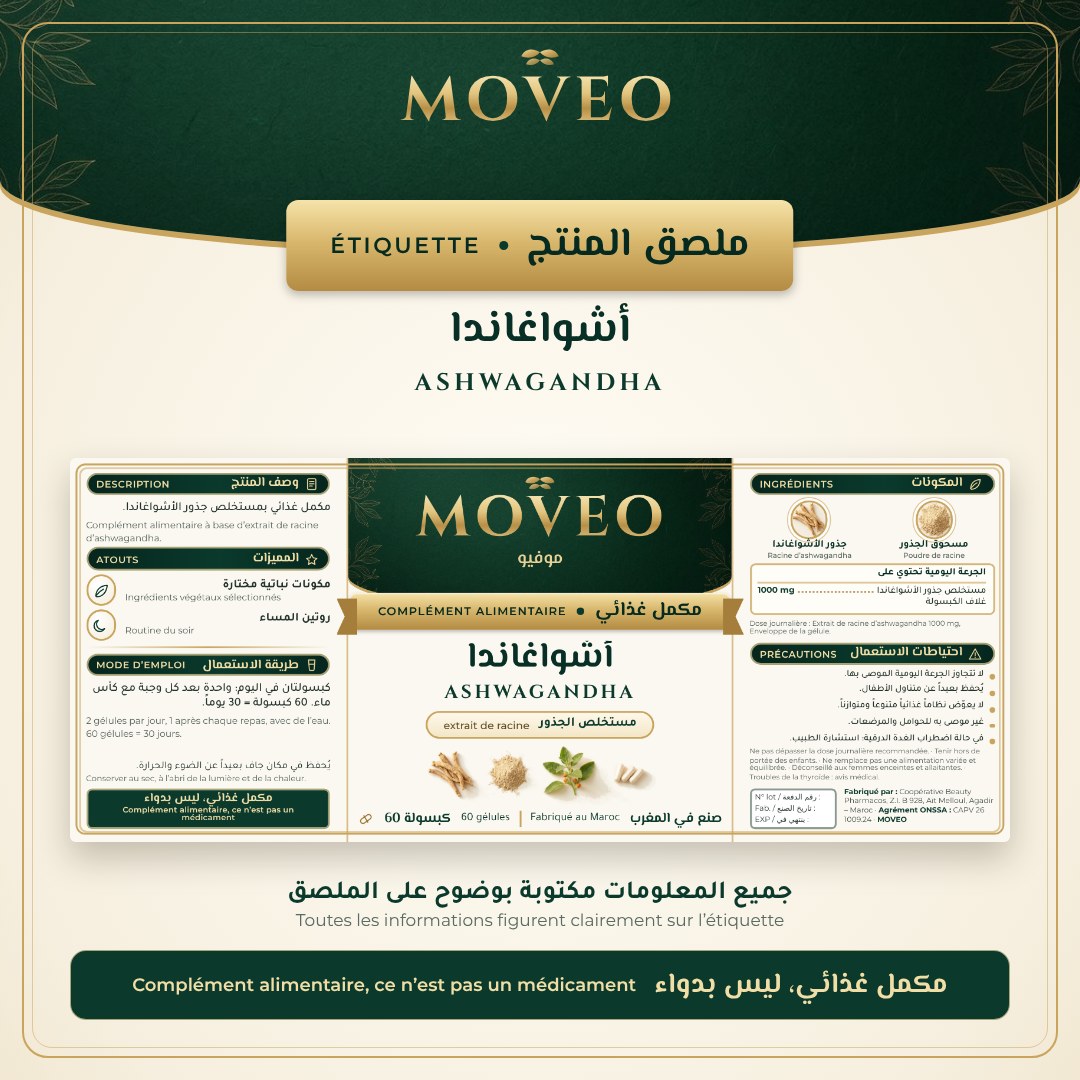 MOVEO
ÉTIQUETTE • ملصق المنتج
أشواغاندا
ASHWAGANDHA
DESCRIPTION وصف المنتج
مكمل غذائي بمستخلص جذور الأشواغاندا.
Complément alimentaire à base d’extrait de racine
d’ashwagandha.
ATOUTS المميزات
مكونات نباتية مختارة
Ingrédients végétaux sélectionnés
روتين المساء
Routine du soir
MODE D’EMPLOI طريقة الاستعمال
كبسولتان في اليوم: واحدة بعد كل وجبة مع كأس
ماء. 60 كبسولة = 30 يوماً.
2 gélules par jour, 1 après chaque repas, avec de l’eau.
60 gélules = 30 jours.
يُحفظ في مكان جاف بعيداً عن الضوء والحرارة.
Conserver au sec, à l’abri de la lumière et de la chaleur.
مكمل غذائي، ليس بدواء
Complément alimentaire, ce n’est pas un
médicament
MOVEO
موفيو
COMPLÉMENT ALIMENTAIRE • مكمل غذائي
أشواغاندا
ASHWAGANDHA
extrait de racine مستخلص الجذور
60 كبسولة 60 gélules | Fabriqué au Maroc صنع في المغرب
INGRÉDIENTS المكونات
جذور الأشواغاندا
Racine d’ashwagandha
مسحوق الجذور
Poudre de racine
الجرعة اليومية تحتوي على
مستخلص جذور الأشواغاندا ........................ 1000 mg
غلاف الكبسولة
Dose journalière : Extrait de racine d’ashwagandha 1000 mg,
Enveloppe de la gélule.
PRÉCAUTIONS احتياطات الاستعمال
لا تتجاوز الجرعة اليومية الموصى بها.
يُحفظ بعيداً عن متناول الأطفال.
لا يعوّض نظاماً غذائياً متنوعاً ومتوازناً.
غير موصى به للحوامل والمرضعات.
في حالة اضطراب الغدة الدرقية: استشارة الطبيب.
Ne pas dépasser la dose journalière recommandée. · Tenir hors de
portée des enfants. · Ne remplace pas une alimentation variée et
équilibrée. · Déconseillé aux femmes enceintes et allaitantes.
Troubles de la thyroïde : avis médical.
N° lot / رقم الدفعة :
Fab. / تاريخ الصنع :
EXP / ينتهي في :
Fabriqué par : Coopérative Beauty
Pharmacos, Z.I. B 928, Ait Melloul, Agadir
– Maroc · Agrément ONSSA : CAPV 26
1009.24 · MOVEO
جميع المعلومات مكتوبة بوضوح على الملصق
Toutes les informations figurent clairement sur l’étiquette
Complément alimentaire, ce n’est pas un médicament مكمل غذائي، ليس بدواء